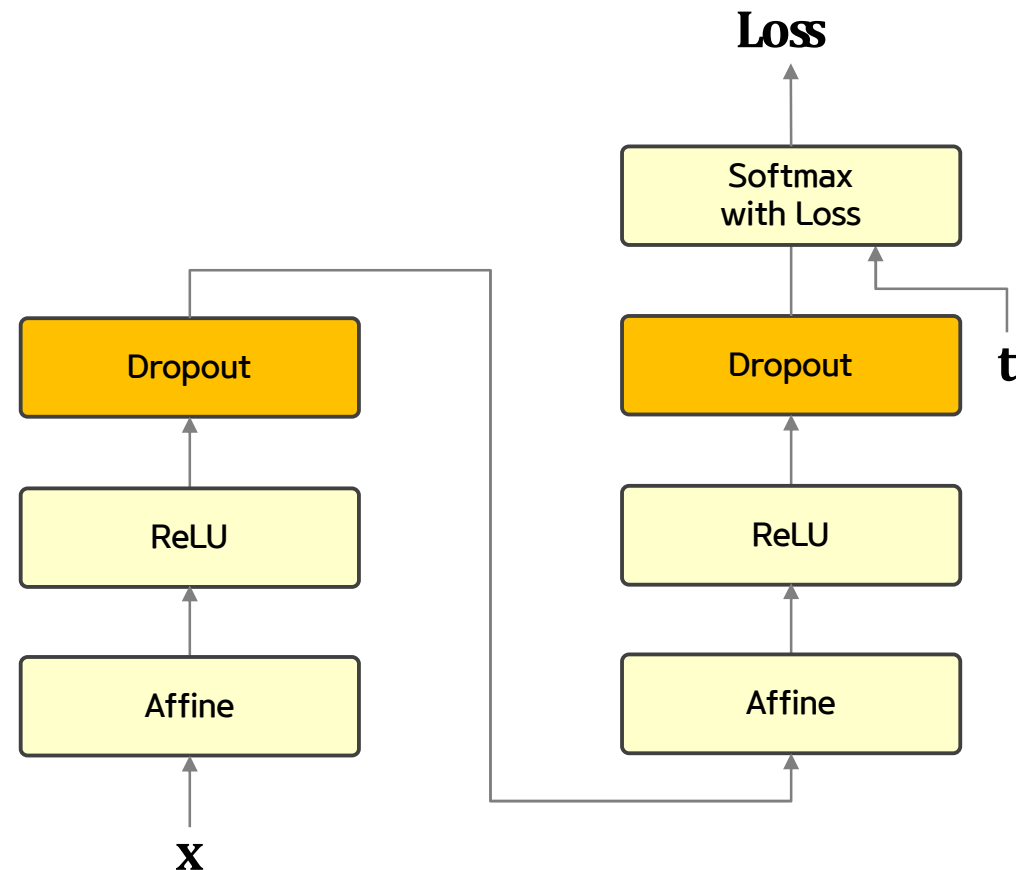 Loss
Softmax
with Loss
Dropout
Dropout
t
ReLU
ReLU
Affine
Affine
x